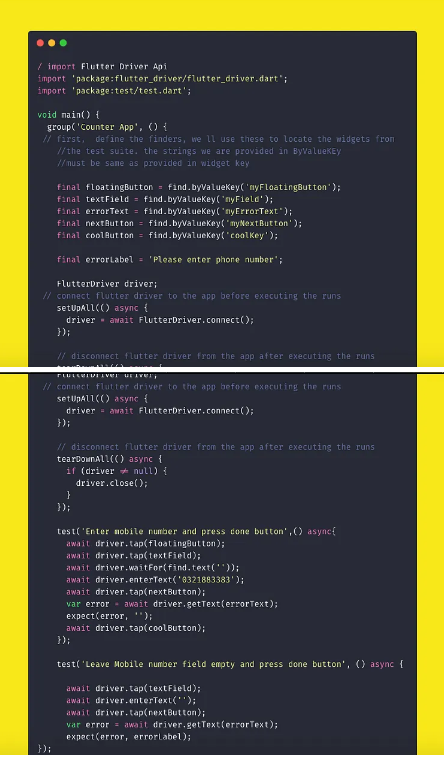 / import Flutter Driver Api
import 'package:flutter_driver/flutter_driver.dart';
import 'package:test/test.dart';
void main() {
group('Counter App', () {
// first, define the finders, we ll use these to locate the widgets from
//the test suite. the strings we are provided in ByValueKEy
//must be same as provided in widget key
final floatingButton = find.byValueKey('myFloatingButton');
final textField = find.byValueKey('myField');
final errorText = find.byValueKey('myErrorText');
final nextButton = find.byValueKey('myNextButton');
final coolButton = find.byValueKey('coolKey');
final errorLabel = 'Please enter phone number';
FlutterDriver driver;
// connect flutter driver to the app before executing the runs
setUpAll(() async {
driver = await FlutterDriver.connect();
});
// disconnect flutter driver from the app after executing the runs
tearDownAll(() async {
FlutterDriver driver;
// connect flutter driver to the app before executing the runs
setUpAll(() async {
driver = await FlutterDriver.connect();
});
// disconnect flutter driver from the app after executing the runs
tearDownAll(() async {
if (driver ≠ null) {
driver.close();
}
});
test('Enter mobile number and press done button',() async{
await driver.tap(floatingButton);
await driver.tap(textField);
await driver.waitFor(find.text(''));
await driver.enterText('0321883383');
await driver.tap(nextButton);
var error = await driver.getText(errorText);
expect(error, '');
await driver.tap(coolButton);
});
test('Leave Mobile number field empty and press done button', () async {
await driver.tap(textField);
await driver.enterText('');
await driver.tap(nextButton);
var error = await driver.getText(errorText);
expect(error, errorLabel);
});